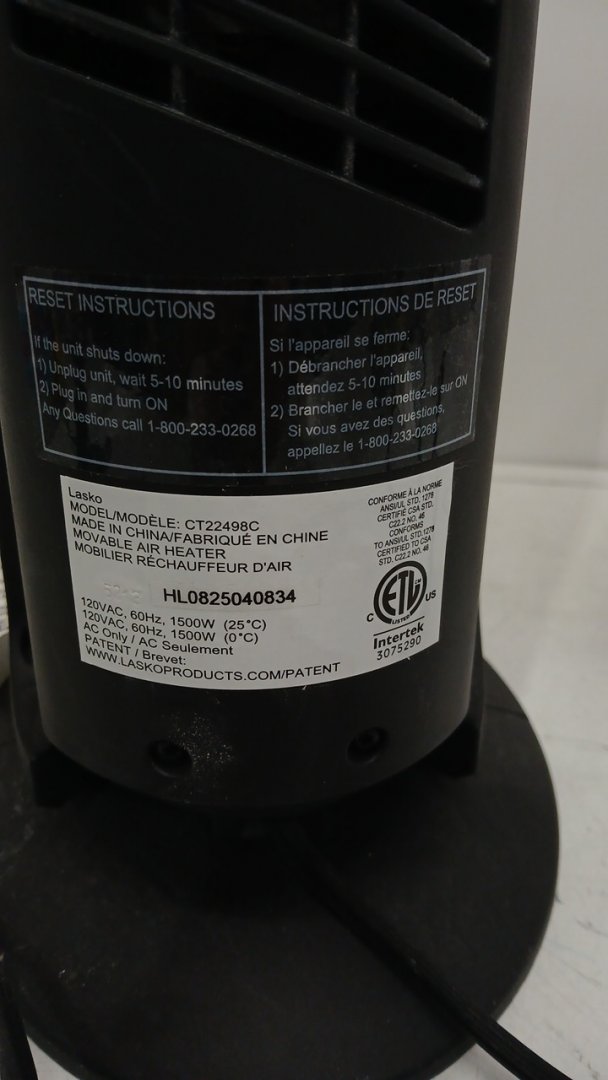 RESET INSTRUCTIONS
If the unit shuts down:
1) Unplug unit, wait 5-10 minutes
2) Plug in and turn ON
Any Questions call 1-800-233-0268
INSTRUCTIONS DE RESET
Si l'appareil se ferme:
1) Débrancher l'appareil,
attendez 5-10 minutes
2) Brancher le et remettez-le sur ON
Si vous avez des questions,
appellez le 1-800-233-0268
Lasko
MODEL/MODÈLE: CT22498C
MADE IN CHINA/FABRIQUÉ EN CHINE
MOVABLE AIR HEATER
MOBILIER RÉCHAUFFEUR D'AIR
HL0825040834
120VAC, 60Hz, 1500W (25°C)
120VAC, 60Hz, 1500W (0°C)
AC Only / AC Seulement
PATENT / Brevet:
WWW.LASKOPRODUCTS.COM/PATENT
CONFORME À LA NORME
ANSI/UL STD. 1278
CERTIFIÉ CSA STD.
C22.2 NO. 46
CONFORMS
TO ANSI/UL STD.1278
CERTIFIED TO CSA
STD. C22.2 NO. 46
ETL
C US
LISTED
Intertek
3075290